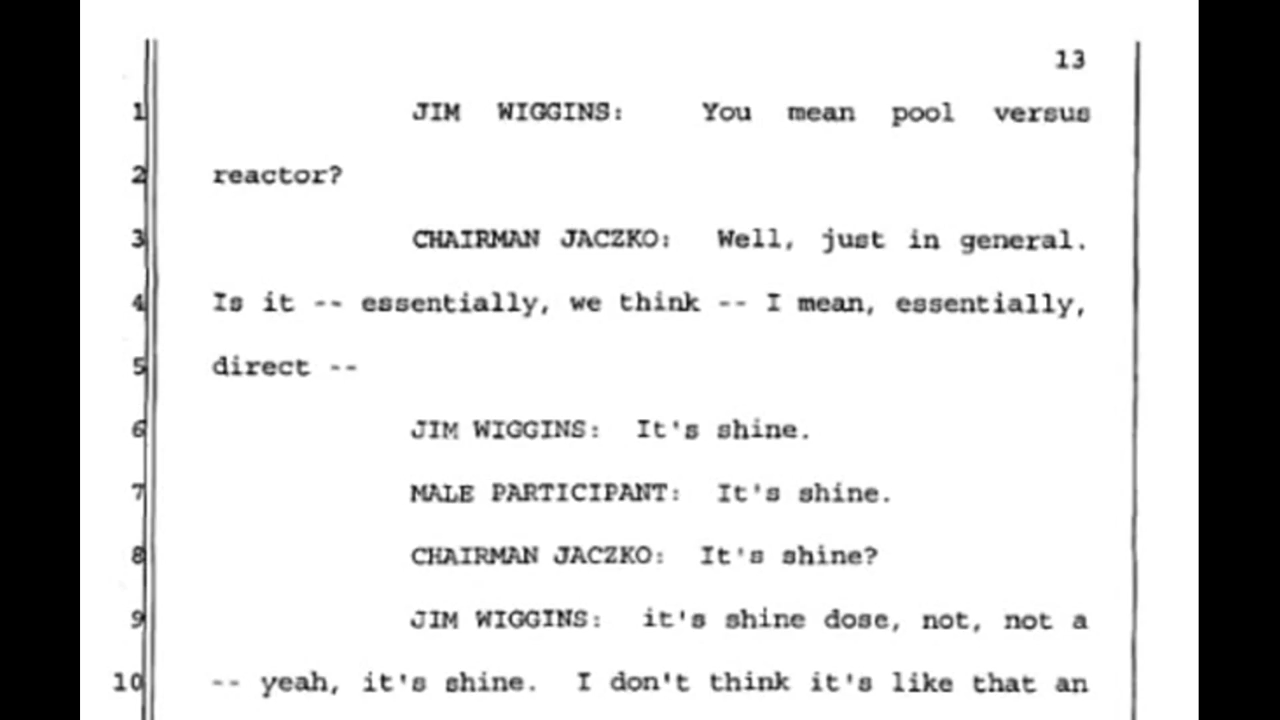 13
1 JIM WIGGINS: You mean pool versus
2 reactor?
3 CHAIRMAN JACZKO: Well, just in general.
4 Is it -- essentially, we think -- I mean, essentially,
5 direct --
6 JIM WIGGINS: It's shine.
7 MALE PARTICIPANT: It's shine.
8 CHAIRMAN JACZKO: It's shine?
9 JIM WIGGINS: it's shine dose, not, not a
10 -- yeah, it's shine. I don't think it's like that an